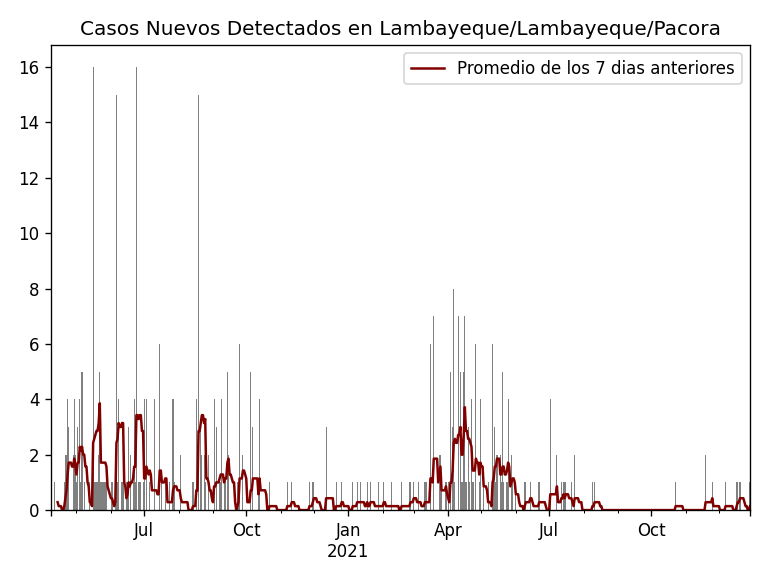 Casos Nuevos Detectados en Lambayeque/Lambayeque/Pacora
Promedio de los 7 dias anteriores
16
14
12
10
8
6
4
2
0
Jul
Oct
Jan
2021
Apr
Jul
Oct